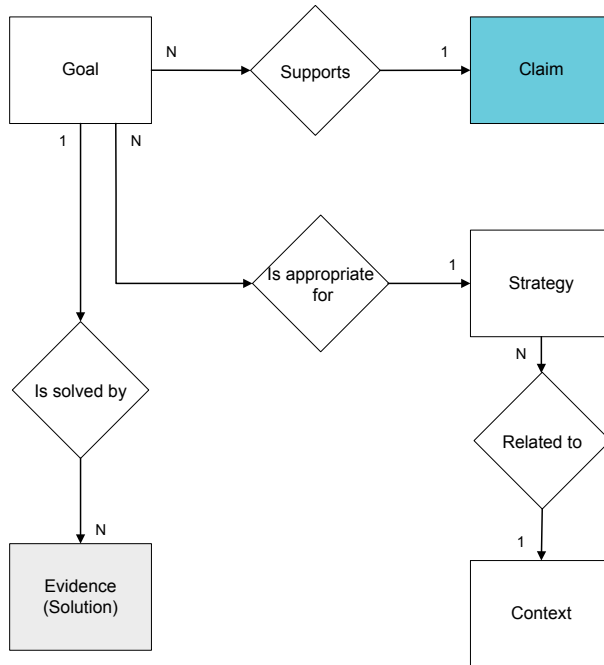 Goal
N
Supports
1
Claim
1
N
Is appropriate
for
1
Strategy
Is solved by
N
Related to
N
Evidence
(Solution)
1
Context